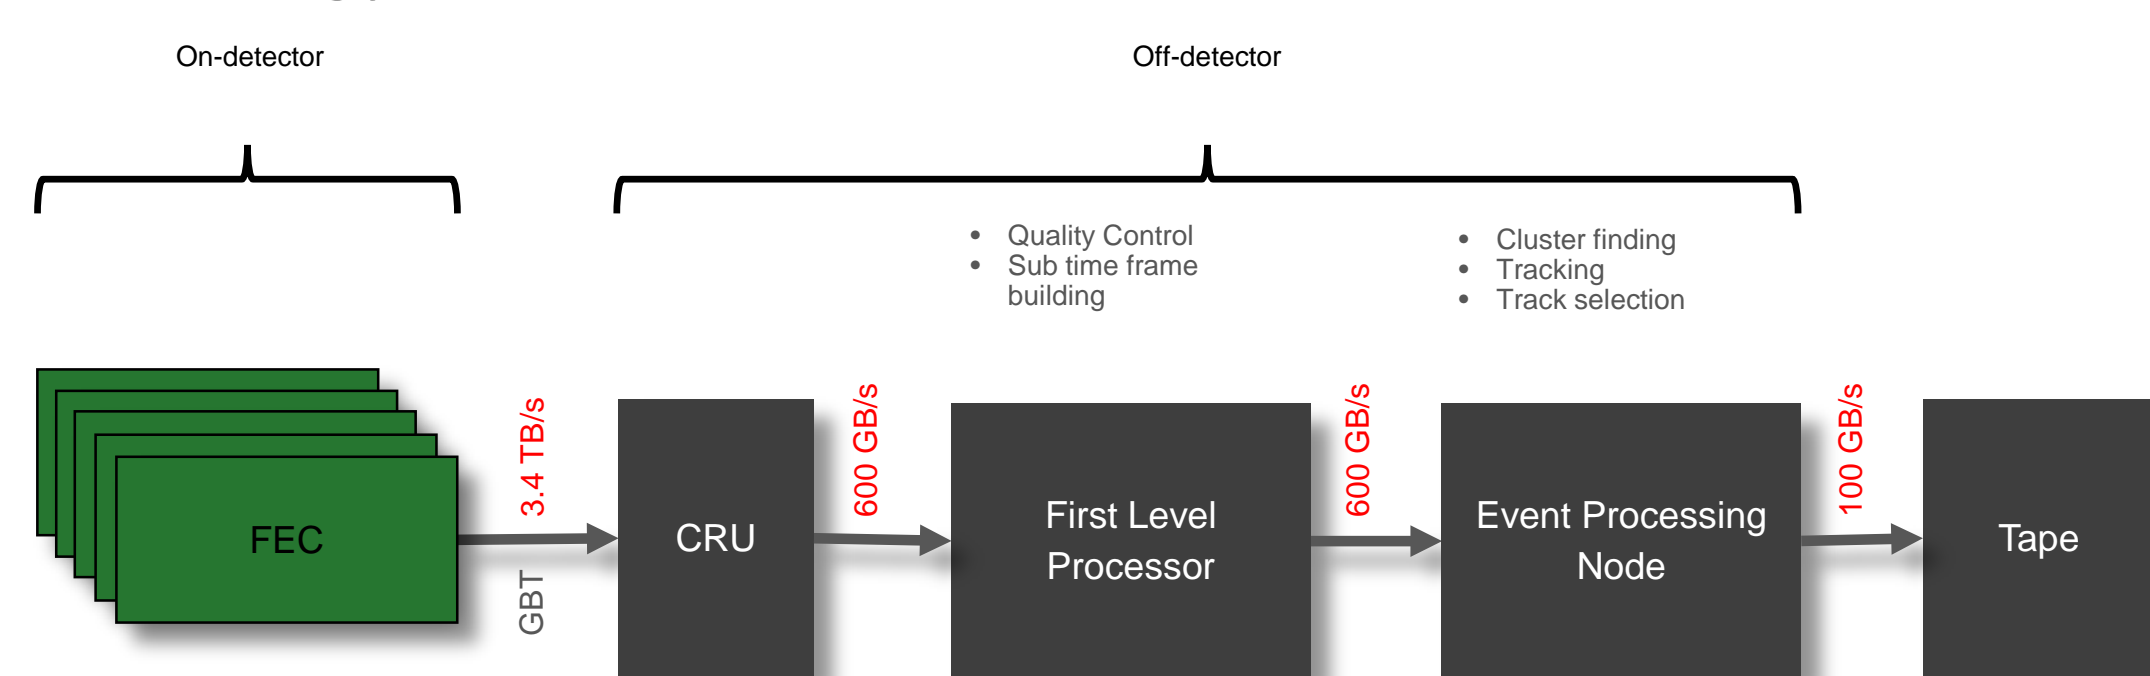 On-detector
Off-detector
• Quality Control
• Sub time frame
building
• Cluster finding
• Tracking
• Track selection
FEC
3.4 TB/s
GBT
CRU
600 GB/s
First Level
Processor
600 GB/s
Event Processing
Node
100 GB/s
Tape